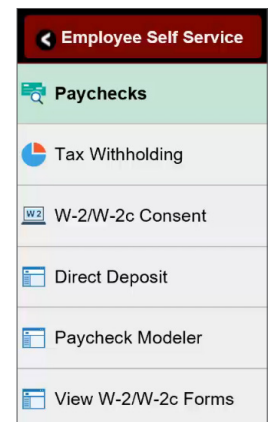 Employee Self Service
Paychecks
Tax Withholding
W2
W-2/W-2c Consent
Direct Deposit
Paycheck Modeler
View W-2/W-2c Forms